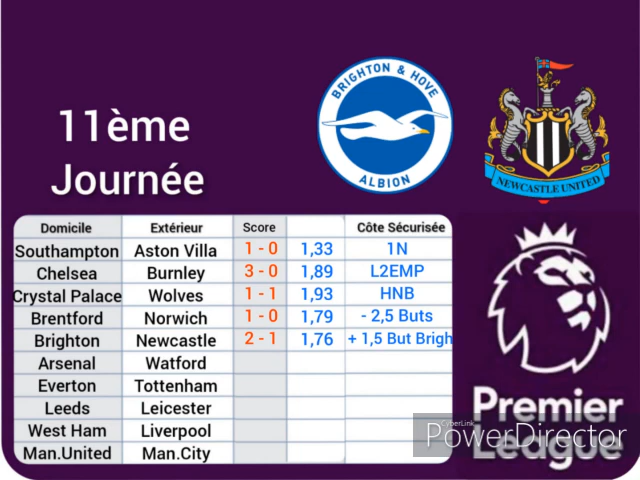 BRIGHTON & HOVE
ALBION
NEWCASTLE UNITED
11ème
Journée
Domicile Extérieur Score Côte Sécurisée
Southampton Aston Villa 1 - 0 1,33 1N
Chelsea Burnley 3 - 0 1,89 L2EMP
Crystal Palace Wolves 1 - 1 1,93 HNB
Brentford Norwich 1 - 0 1,79 - 2,5 Buts
Brighton Newcastle 2 - 1 1,76 + 1,5 But Brigh
Arsenal Watford
Everton Tottenham
Leeds Leicester
West Ham Liverpool
Man.United Man.City
Premier
League
CyberLink
PowerDirector